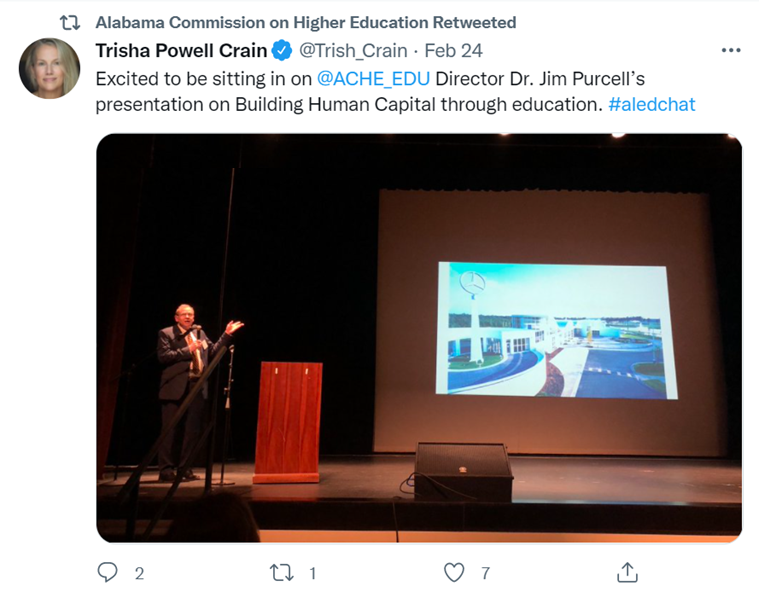 Alabama Commission on Higher Education Retweeted
Trisha Powell Crain @Trish_Crain · Feb 24
Excited to be sitting in on @ACHE_EDU Director Dr. Jim Purcell’s
presentation on Building Human Capital through education. #aledchat
2 1 7